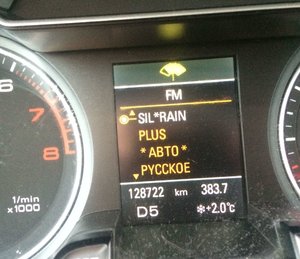 FM
SIL*RAIN
PLUS
* АВТО *
РУССКОЕ
128722 km 383.7
D5 +2.0°C
6
7
8
1/min
x1000